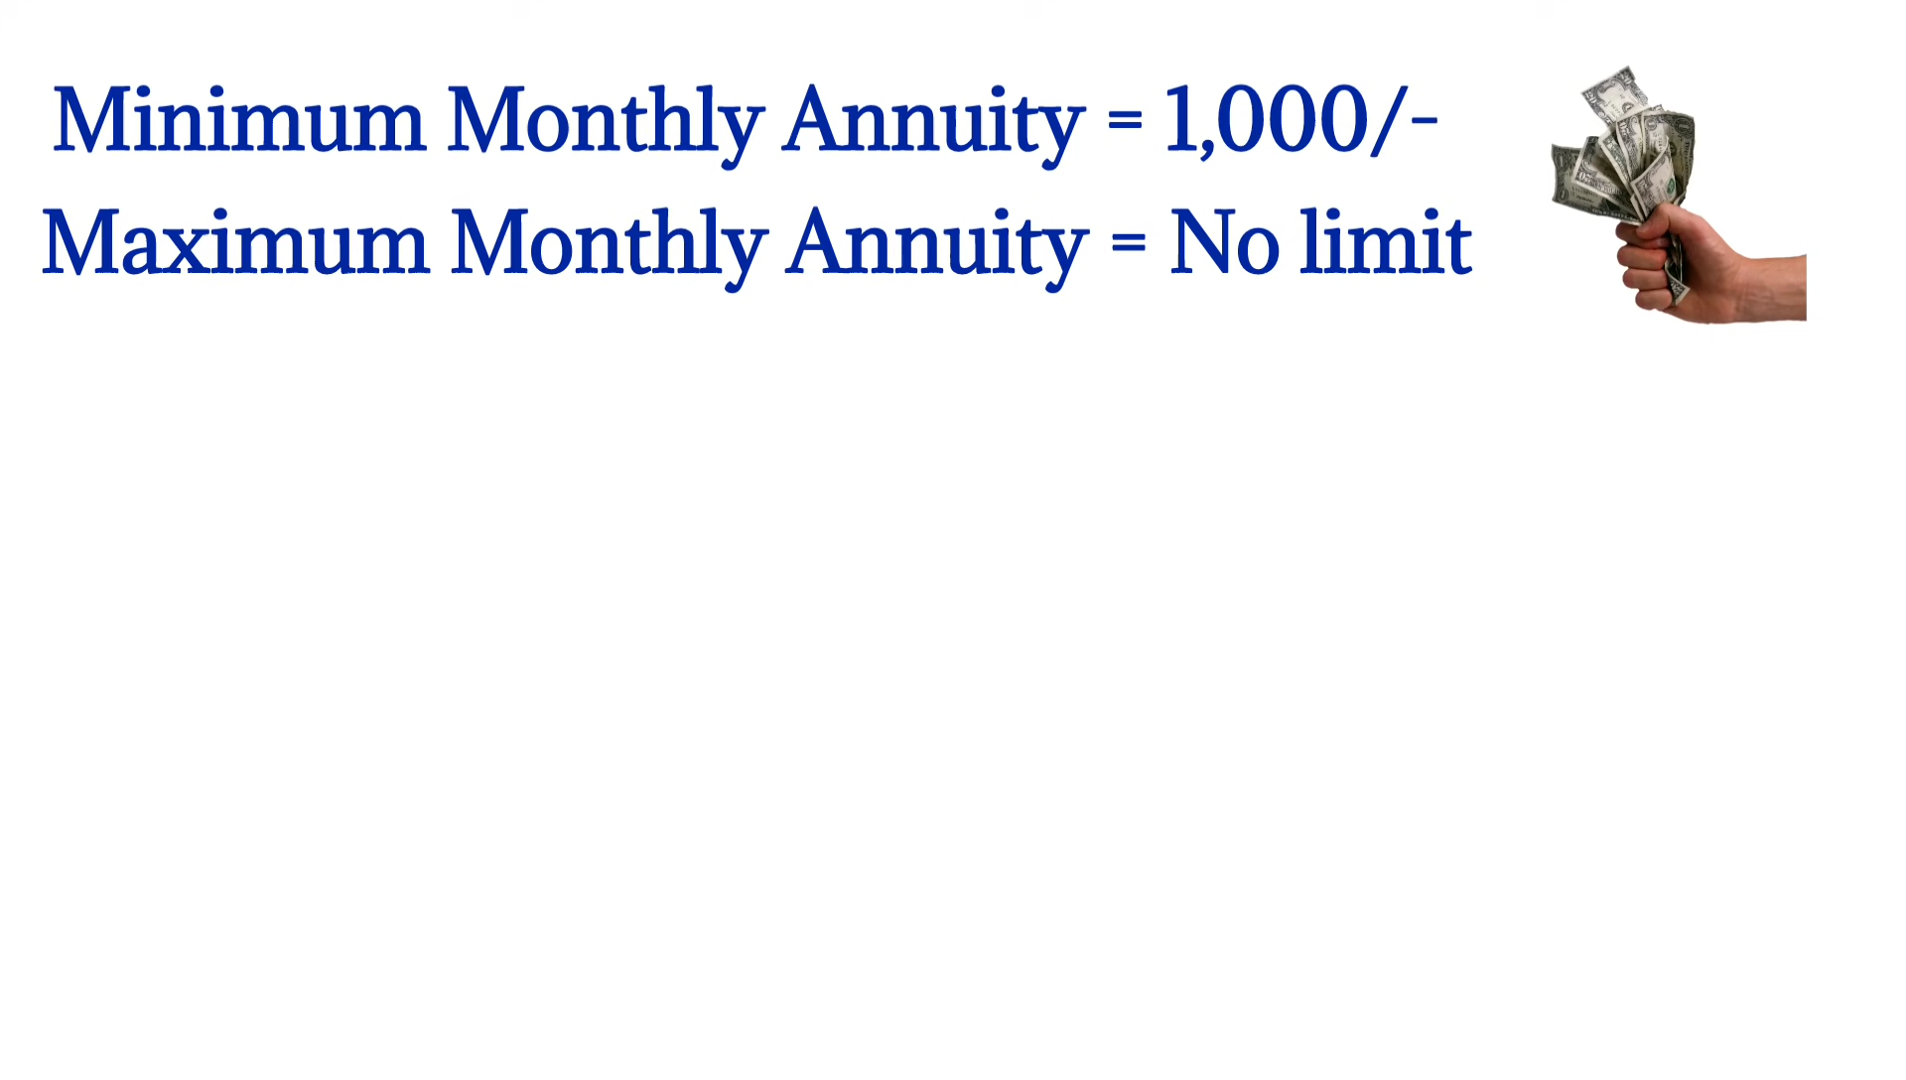 Minimum Monthly Annuity = 1,000/-
Maximum Monthly Annuity = No limit